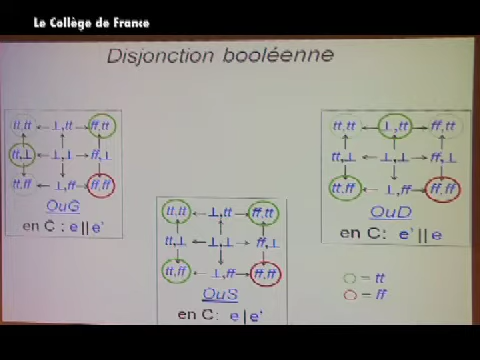 Le Collège de France
Disjonction booléenne
tt,tt ⊥,tt ff,tt
tt,⊥ ⊥,⊥ ff,⊥
tt,ff ⊥,ff ff,ff
OuG
en C : e||e'
tt,tt ⊥,tt ff,tt
tt,⊥ ⊥,⊥ ff,⊥
tt,ff ⊥,ff ff,ff
OuS
en C: e|e'
tt,tt ⊥,tt ff,tt
tt,⊥ ⊥,⊥ ff,⊥
tt,ff ⊥,ff ff,ff
OuD
en C: e'||e
= tt
= ff